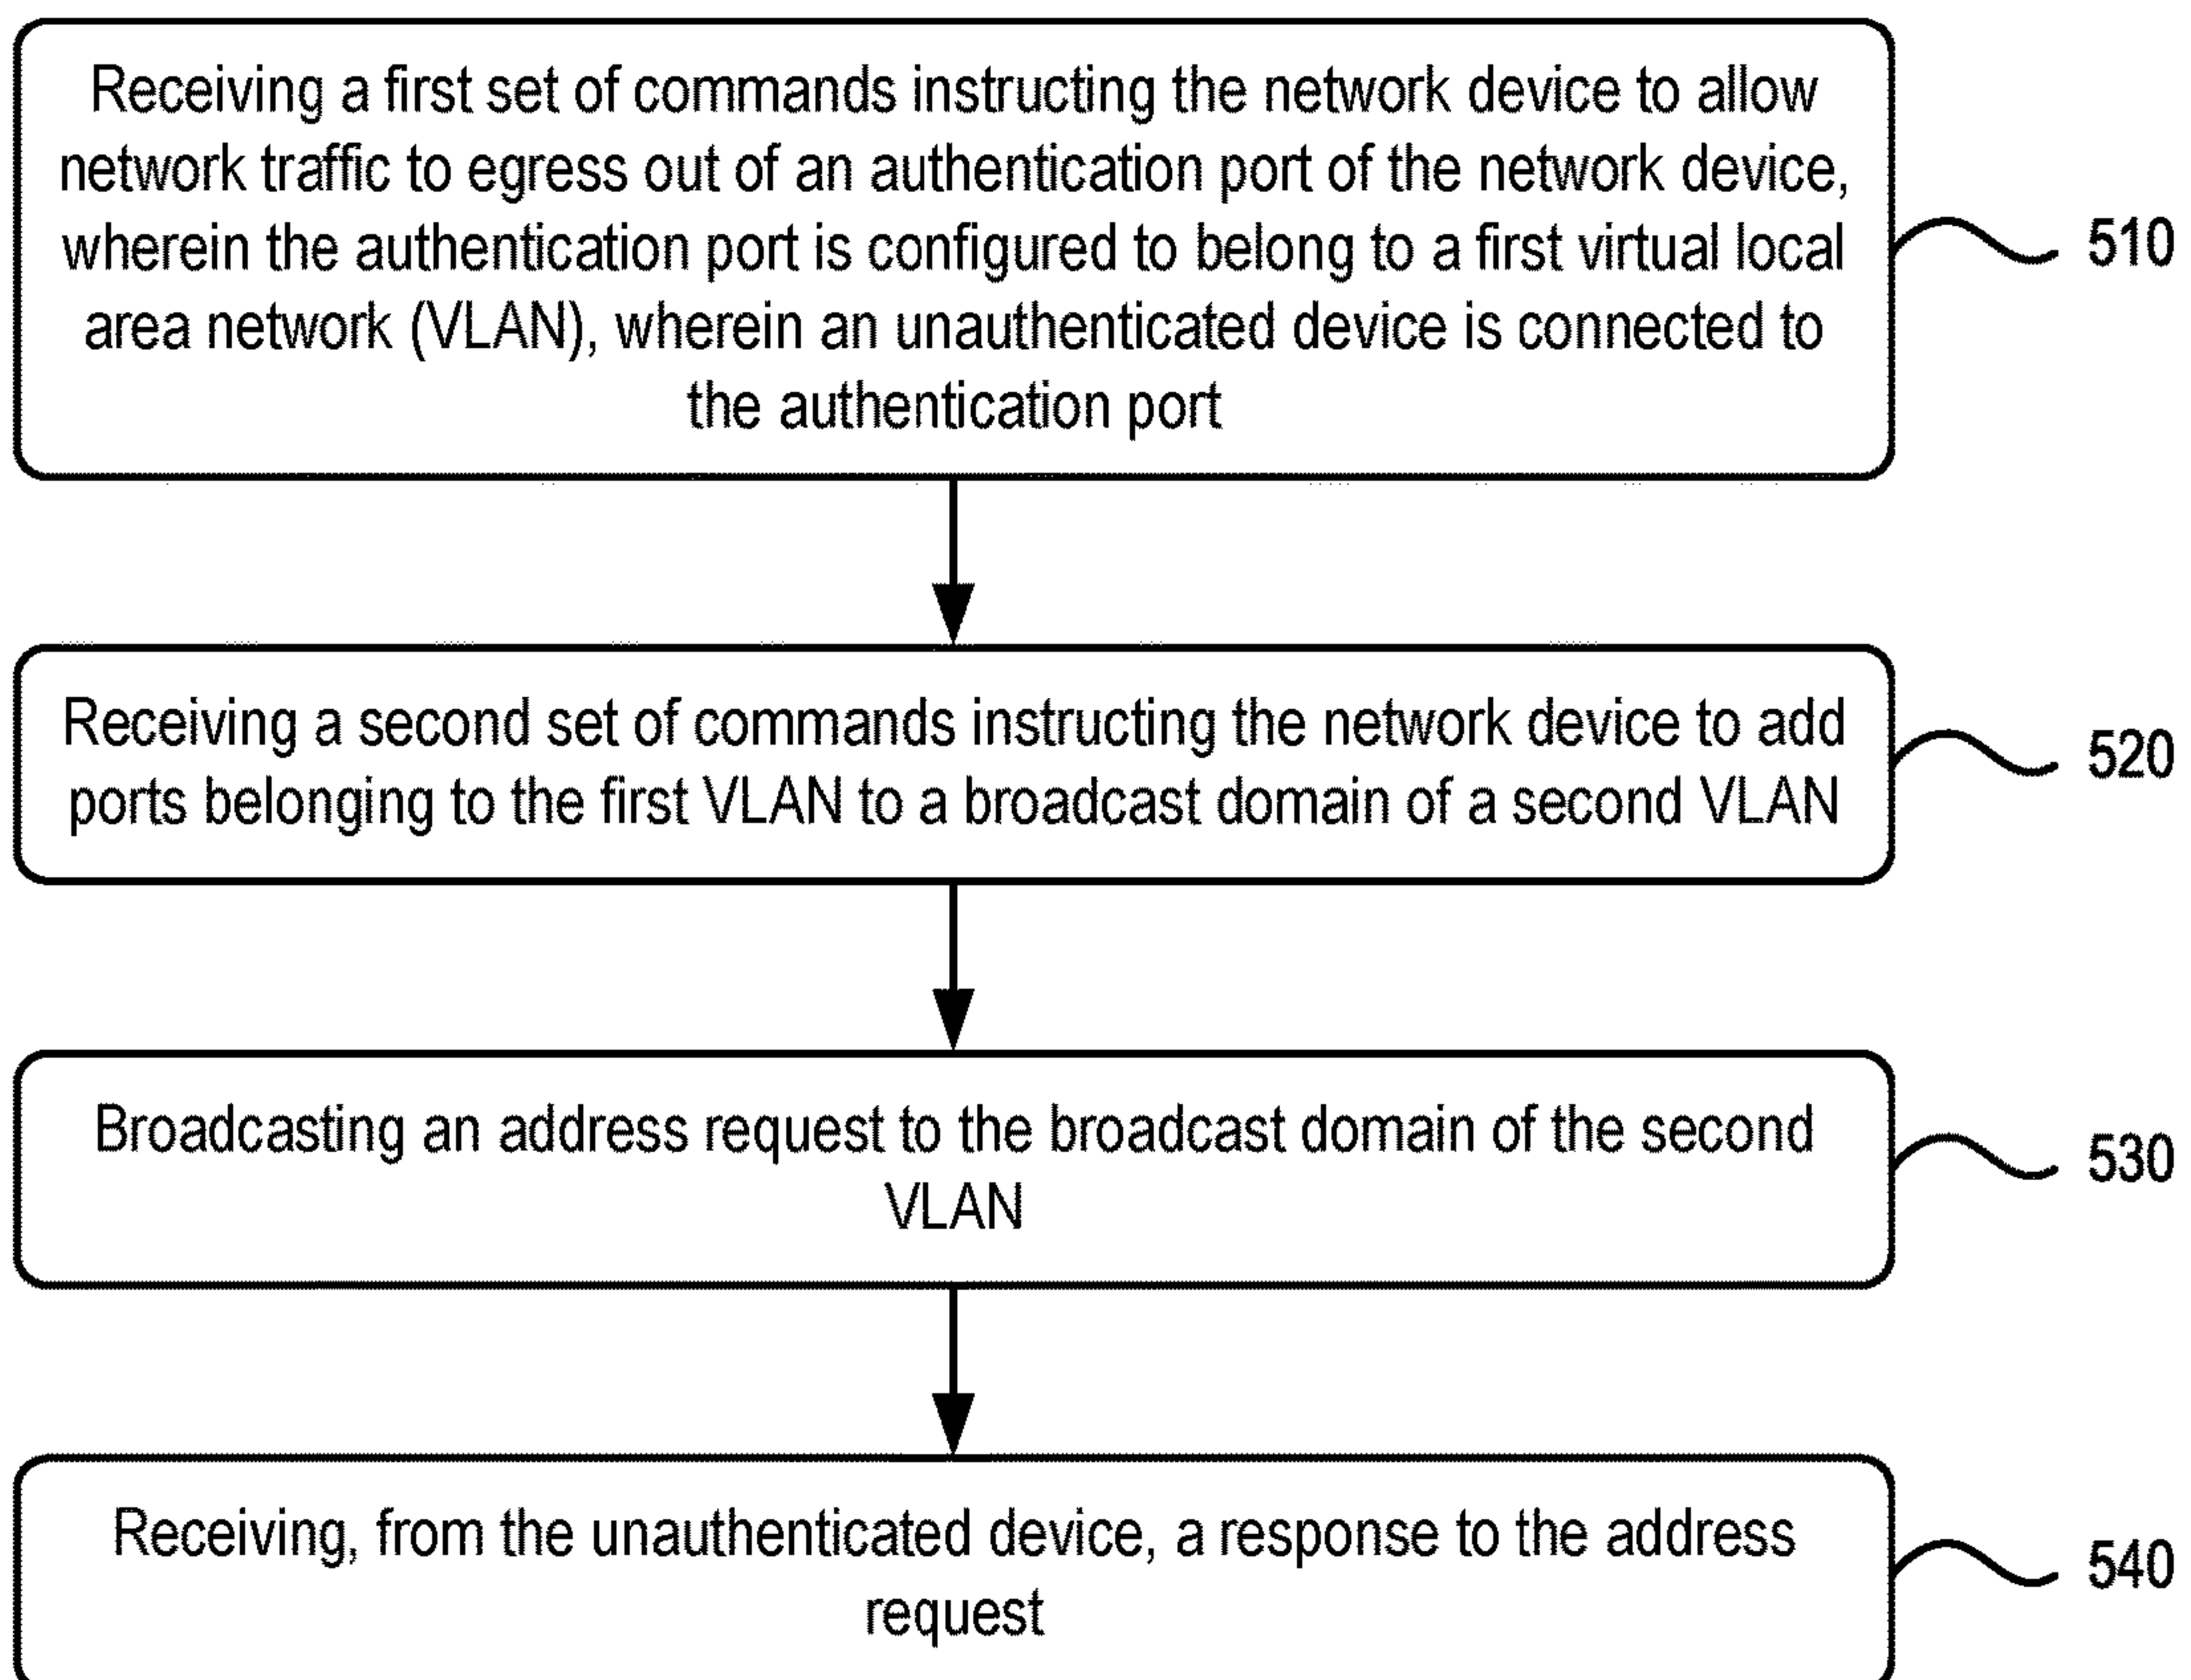 Receiving a first set of commands instructing the network device to allow
network traffic to egress out of an authentication port of the network device,
wherein the authentication port is configured to belong to a first virtual local
area network (VLAN), wherein an unauthenticated device is connected to
the authentication port
510
Receiving a second set of commands instructing the network device to add
ports belonging to the first VLAN to a broadcast domain of a second VLAN
520
Broadcasting an address request to the broadcast domain of the second
VLAN
530
Receiving, from the unauthenticated device, a response to the address
request
540